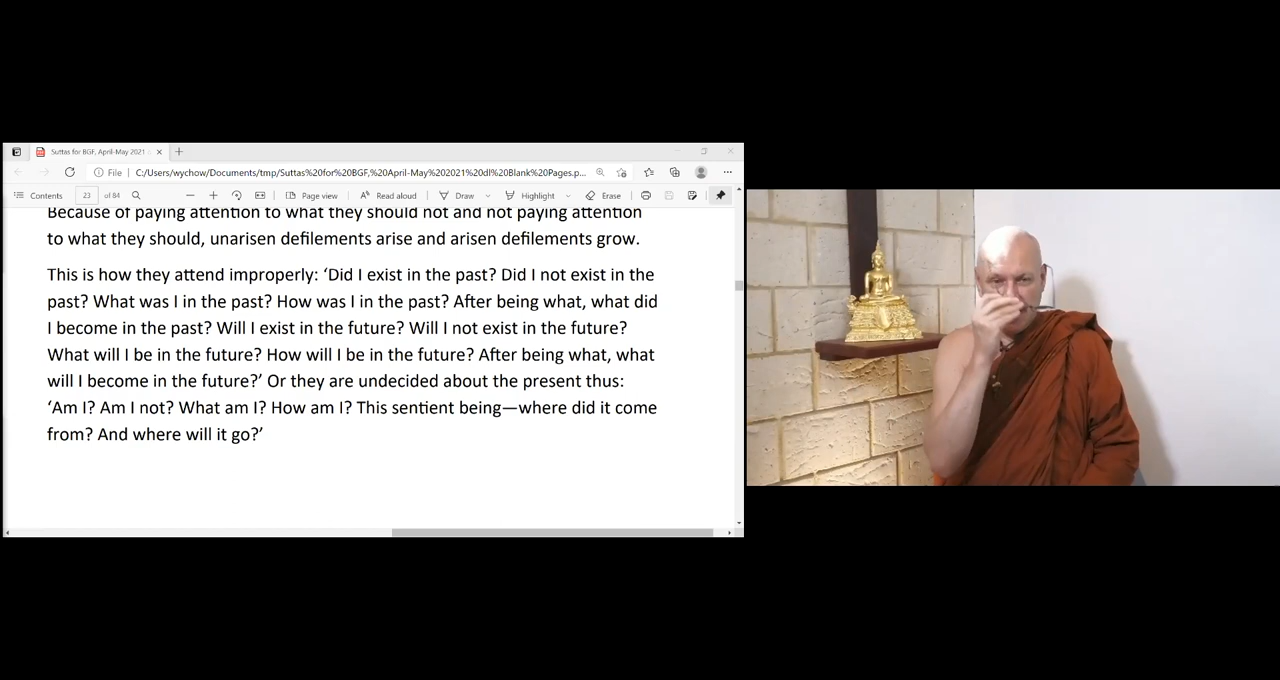 Suttas for BGF, April-May 2021
File
C:/Users/wychow/Documents/tmp/Suttas%20for%20BGF,%20April-May%202021%20dl%20Blank%20Pages.p...
Contents
23
of 84
Page view
Read aloud
Draw
Highlight
Erase
Because of paying attention to what they should not and not paying attention
to what they should, unarisen defilements arise and arisen defilements grow.
This is how they attend improperly: ‘Did I exist in the past? Did I not exist in the
past? What was I in the past? How was I in the past? After being what, what did
I become in the past? Will I exist in the future? Will I not exist in the future?
What will I be in the future? How will I be in the future? After being what, what
will I become in the future?’ Or they are undecided about the present thus:
‘Am I? Am I not? What am I? How am I? This sentient being—where did it come
from? And where will it go?’